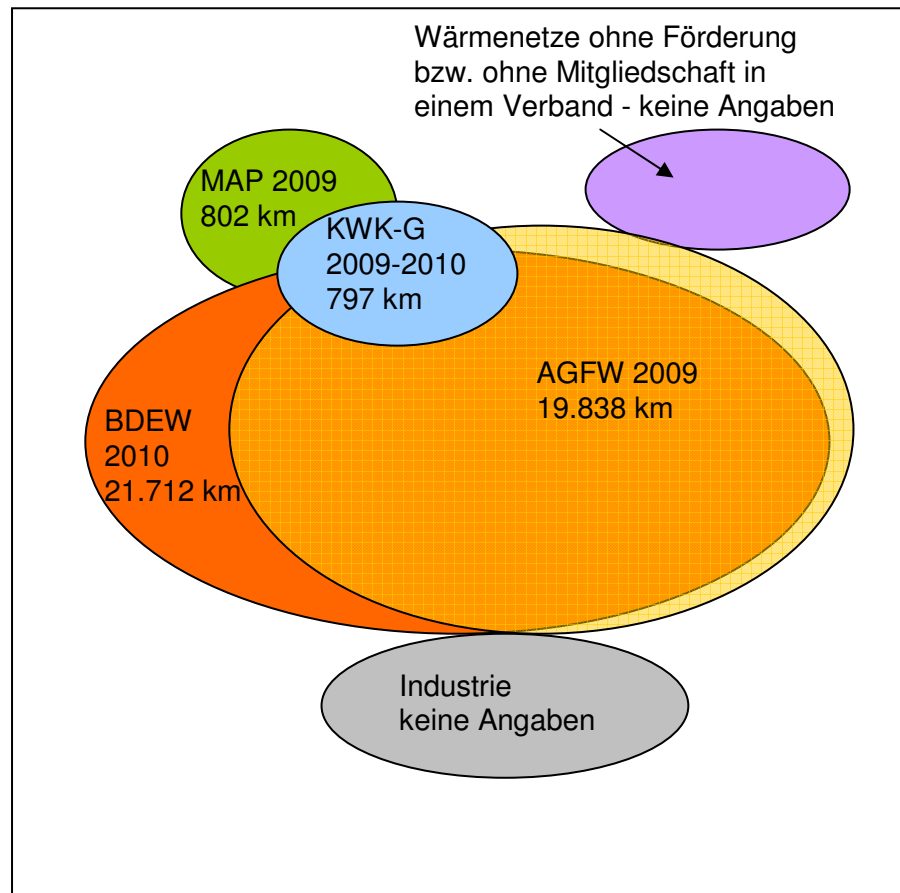 Wärmenetze ohne Förderung
bzw. ohne Mitgliedschaft in
einem Verband - keine Angaben
MAP 2009
802 km
KWK-G
2009-2010
797 km
AGFW 2009
19.838 km
BDEW
2010
21.712 km
Industrie
keine Angaben